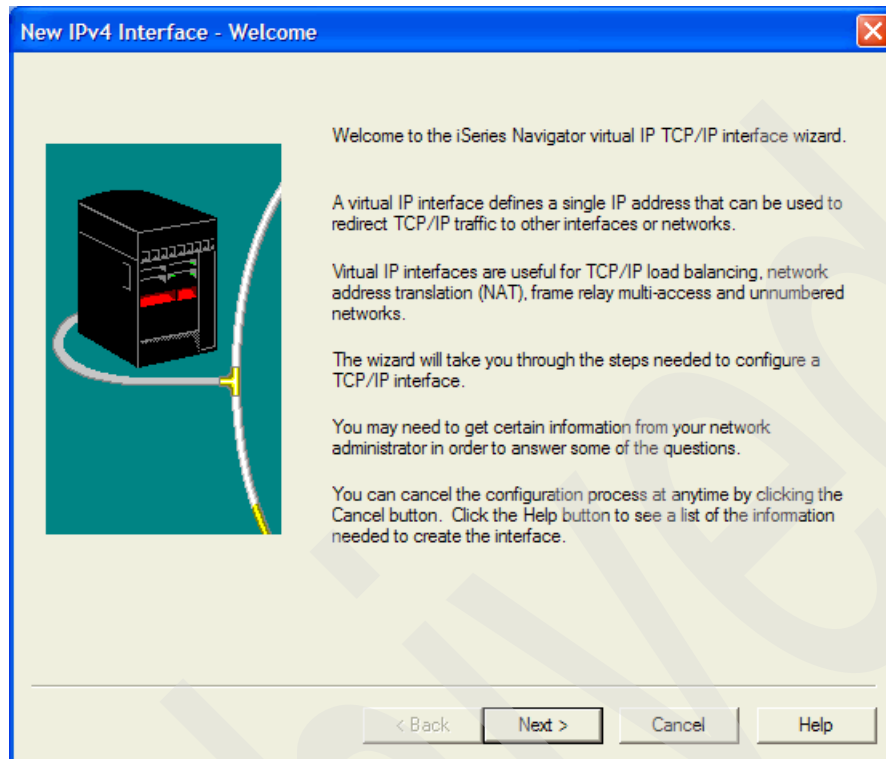 New IPv4 Interface - Welcome
Welcome to the iSeries Navigator virtual IP TCP/IP interface wizard.
A virtual IP interface defines a single IP address that can be used to
redirect TCP/IP traffic to other interfaces or networks.
Virtual IP interfaces are useful for TCP/IP load balancing, network
address translation (NAT), frame relay multi-access and unnumbered
networks.
The wizard will take you through the steps needed to configure a
TCP/IP interface.
You may need to get certain information from your network
administrator in order to answer some of the questions.
You can cancel the configuration process at anytime by clicking the
Cancel button. Click the Help button to see a list of the information
needed to create the interface.
< Back Next > Cancel Help